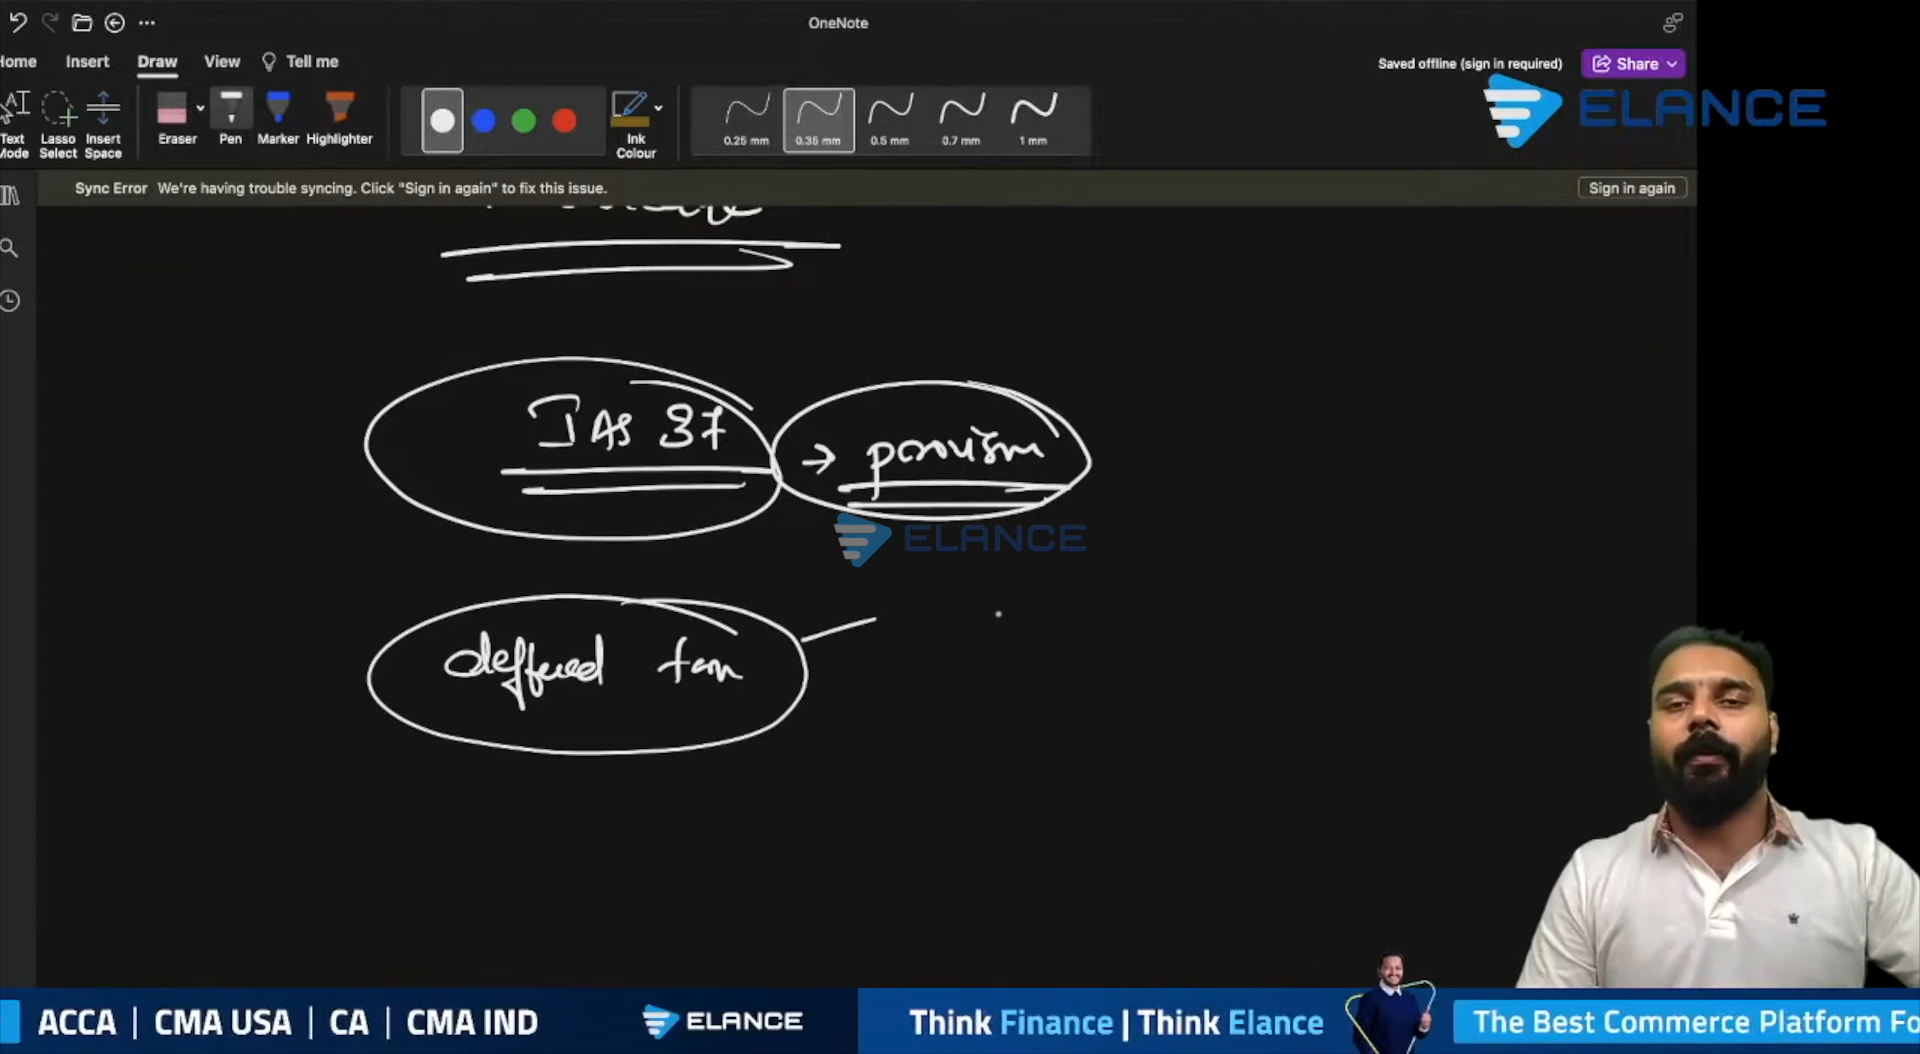 OneNote
Home Insert Draw View Tell me
Saved offline (sign in required) Share
Text Mode Lasso Select Insert Space Eraser Pen Marker Highlighter Ink Colour 0.25 mm 0.35 mm 0.5 mm 0.7 mm 1 mm
ELANCE
Sync Error We're having trouble syncing. Click "Sign in again" to fix this issue. Sign in again
IAS 37 → provision
ELANCE
deffered tax
ACCA | CMA USA | CA | CMA IND ELANCE Think Finance | Think Elance The Best Commerce Platform Fo